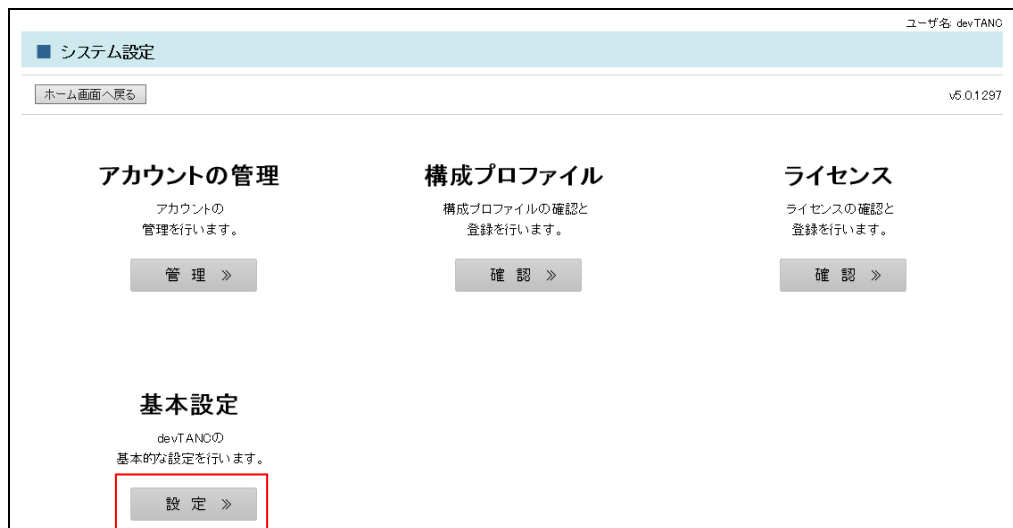 ユーザ名: devTANC
■ システム設定
ホーム画面へ戻る
v5.0.1297
アカウントの管理
アカウントの
管理を行います。
管 理 »
構成プロファイル
構成プロファイルの確認と
登録を行います。
確 認 »
ライセンス
ライセンスの確認と
登録を行います。
確 認 »
基本設定
devTANCの
基本的な設定を行います。
設 定 »